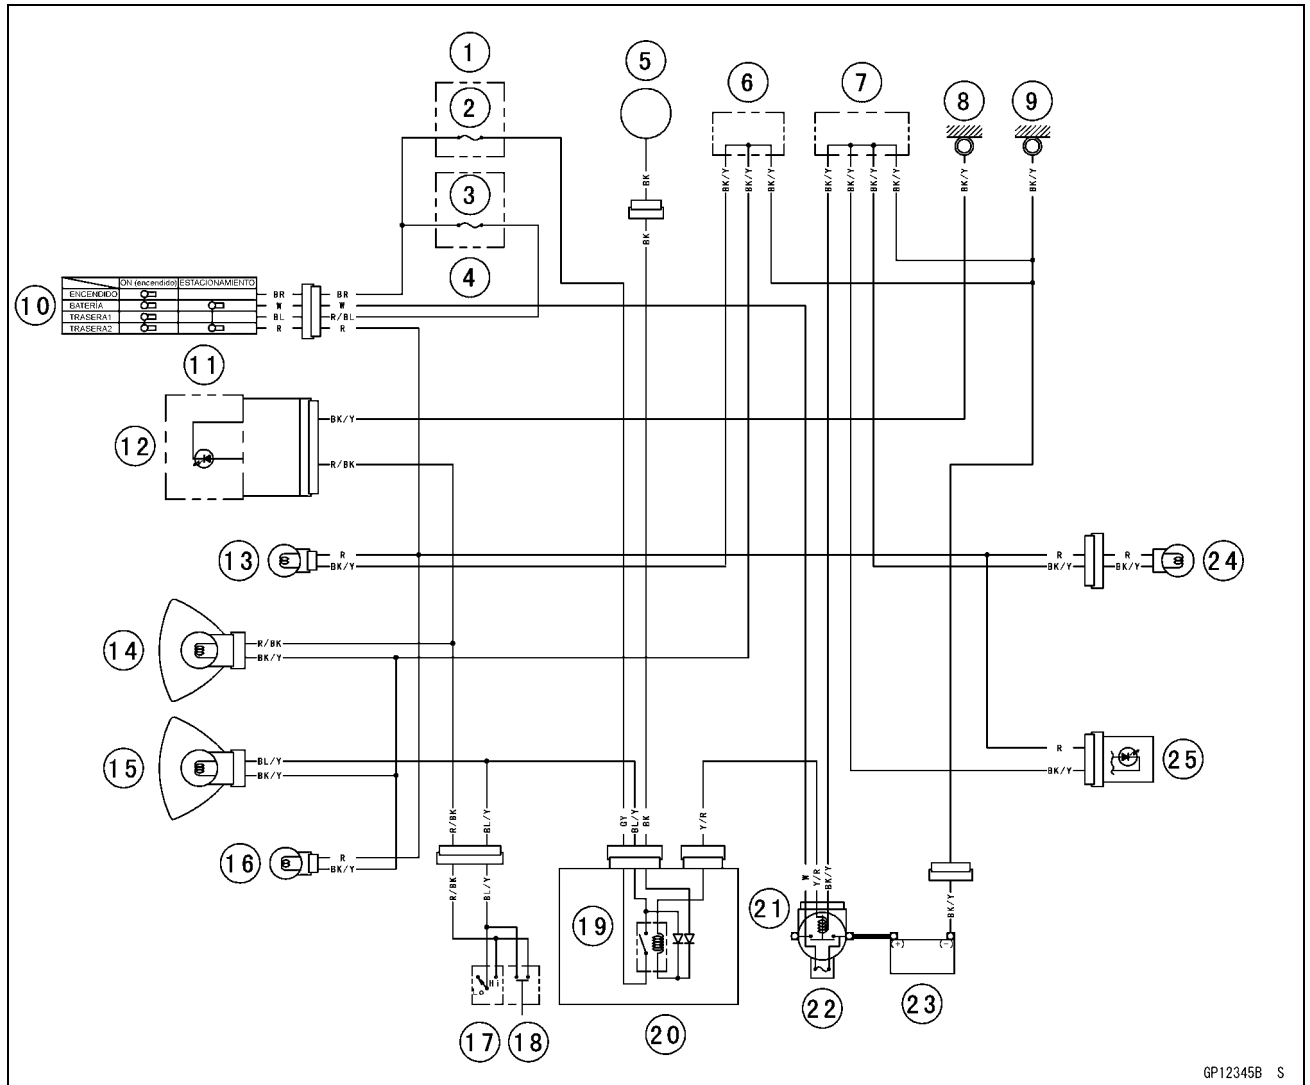 1
2
3
4
5
6
7
8
9
BK
BK
BK/Y
BK/Y
BK/Y
BK/Y
BK/Y
BK/Y
BK/Y
BK/Y
BK/Y
10
ON (encendido) ESTACIONAMIENTO
ENCENDIDO
BATERÍA
TRASERA1
TRASERA2
BR BR
W W
BL R/BL
R R
11
12
BK/Y
R/BK
13
R
BK/Y
R R
BK/Y BK/Y
24
14
R/BK
BK/Y
15
BL/Y
BK/Y
R
BK/Y
25
16
R
BK/Y
R/BK
BL/Y
GY
BL/Y
BK
Y/R
R/BK
BL/Y
W
Y/R
BK/Y
BK/Y
19
21
(+) (-)
Hi
Lo
17
18
20
22
23
GP12345B S